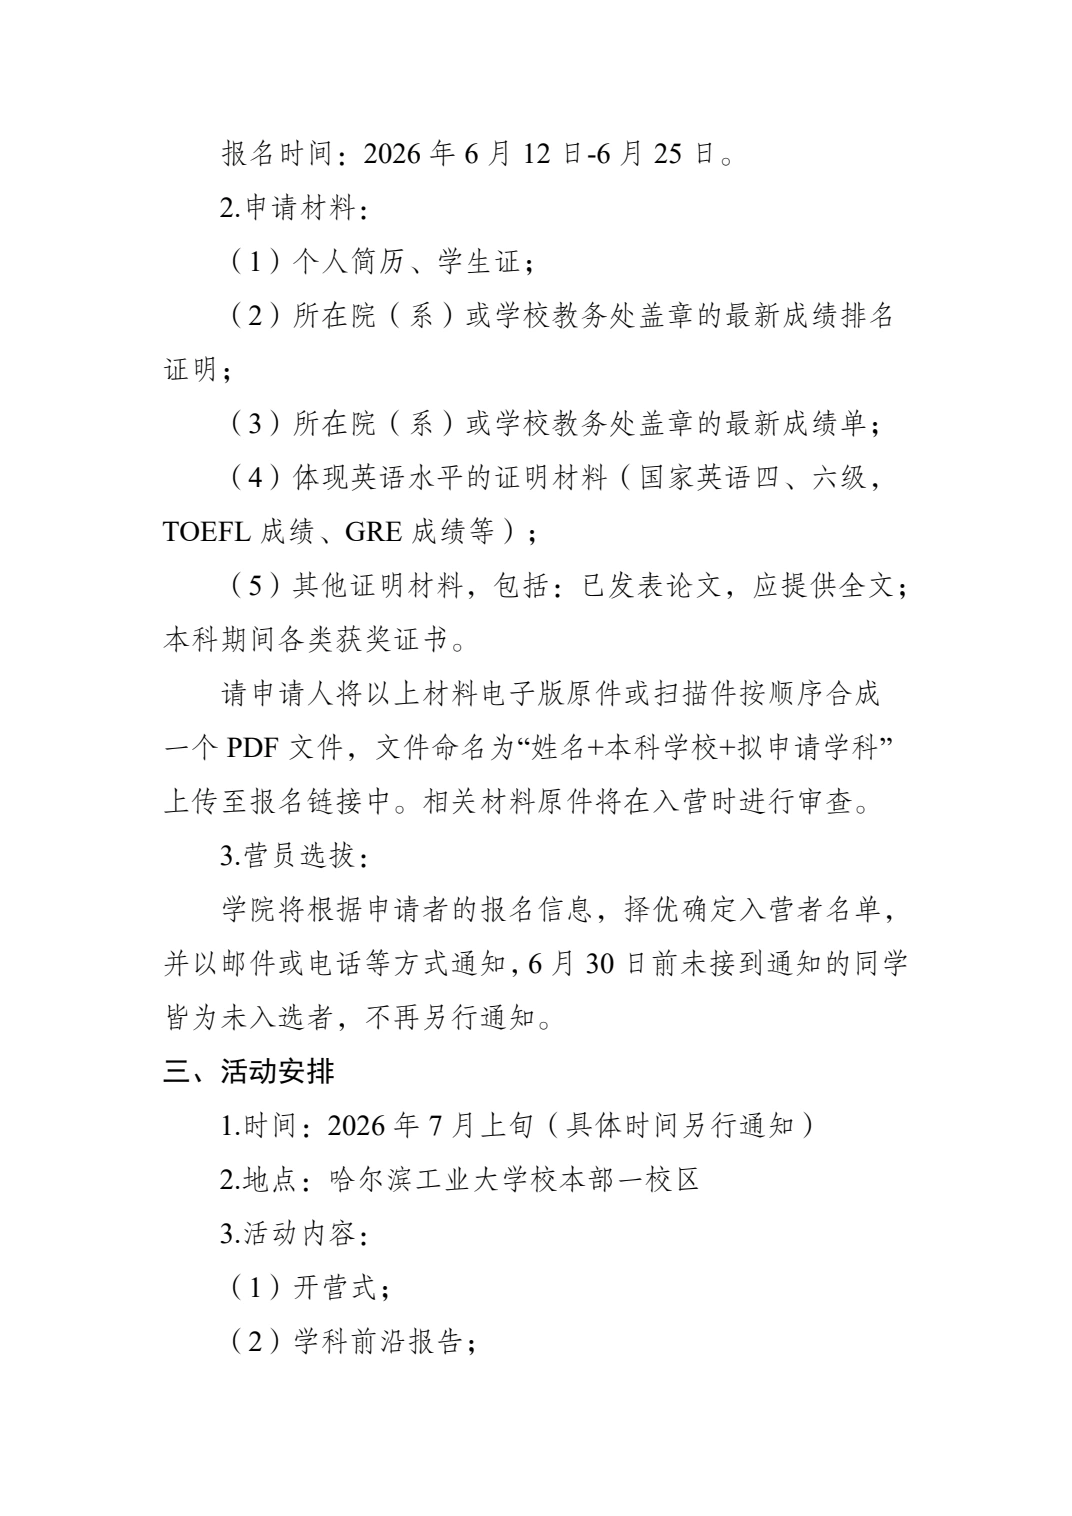 报名时间：2026 年 6 月 12 日-6 月 25 日。
2.申请材料：
（1）个人简历、学生证；
（2）所在院（系）或学校教务处盖章的最新成绩排名
证明；
（3）所在院（系）或学校教务处盖章的最新成绩单；
（4）体现英语水平的证明材料（国家英语四、六级，
TOEFL 成绩、GRE 成绩等）；
（5）其他证明材料，包括：已发表论文，应提供全文；
本科期间各类获奖证书。
请申请人将以上材料电子版原件或扫描件按顺序合成
一个 PDF 文件，文件命名为“姓名+本科学校+拟申请学科”
上传至报名链接中。相关材料原件将在入营时进行审查。
3.营员选拔：
学院将根据申请者的报名信息，择优确定入营者名单，
并以邮件或电话等方式通知，6 月 30 日前未接到通知的同学
皆为未入选者，不再另行通知。
三、活动安排
1.时间：2026 年 7 月上旬（具体时间另行通知）
2.地点：哈尔滨工业大学校本部一校区
3.活动内容：
（1）开营式；
（2）学科前沿报告；